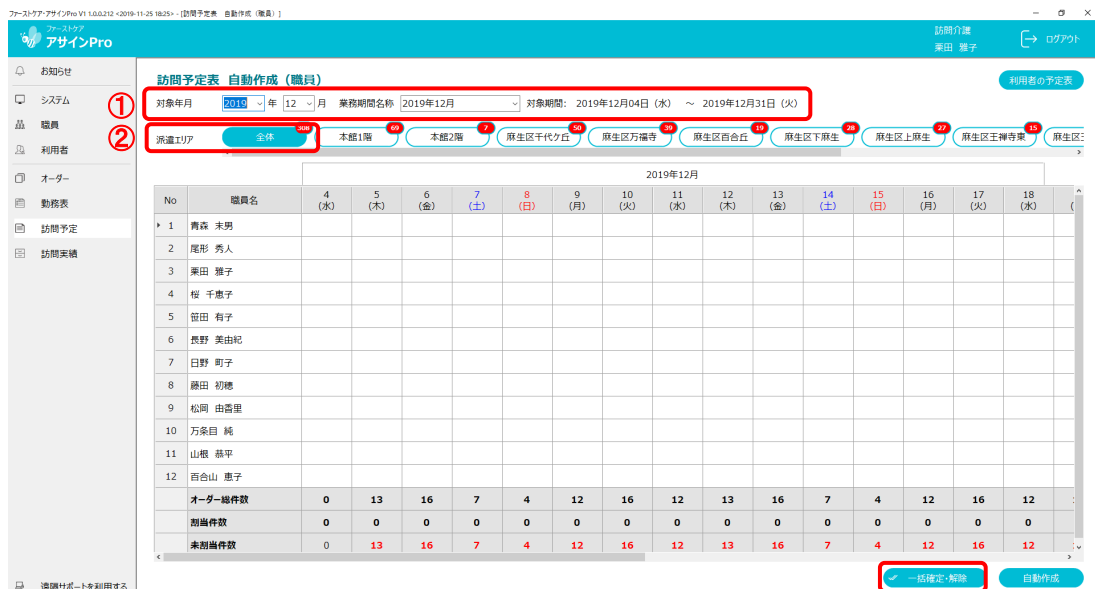 ファーストケア・アサインPro V1 1.0.0.212 <2019-11-25 18:25> - [訪問予定表 自動作成（職員）]
ファーストケア
アサインPro
訪問介護
栗田 雅子
ログアウト
お知らせ
システム
職員
利用者
オーダー
勤務表
訪問予定
訪問実績
遠隔サポートを利用する
訪問予定表 自動作成（職員）
利用者の予定表
① 対象年月 2019 年 12 月 業務期間名称 2019年12月 対象期間： 2019年12月04日（水） ～ 2019年12月31日（火）
② 派遣エリア 全体 308 本館1階 69 本館2階 7 麻生区千代ケ丘 50 麻生区万福寺 39 麻生区百合丘 19 麻生区下麻生 28 麻生区上麻生 27 麻生区王禅寺東 15 麻生区
2019年12月
No 職員名 4 (水) 5 (木) 6 (金) 7 (土) 8 (日) 9 (月) 10 (火) 11 (水) 12 (木) 13 (金) 14 (土) 15 (日) 16 (月) 17 (火) 18 (水)
1 青森 末男
2 尾形 秀人
3 栗田 雅子
4 桜 千恵子
5 笹田 有子
6 長野 美由紀
7 日野 町子
8 藤田 初穂
9 松岡 由香里
10 万条目 純
11 山根 恭平
12 百合山 恵子
オーダー総件数 0 13 16 7 4 12 16 12 13 16 7 4 12 16 12
割当件数 0 0 0 0 0 0 0 0 0 0 0 0 0 0 0
未割当件数 0 13 16 7 4 12 16 12 13 16 7 4 12 16 12
一括確定・解除
自動作成